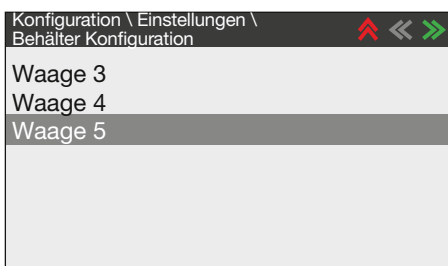 Konfiguration \ Einstellungen \
Behälter Konfiguration
Waage 3
Waage 4
Waage 5